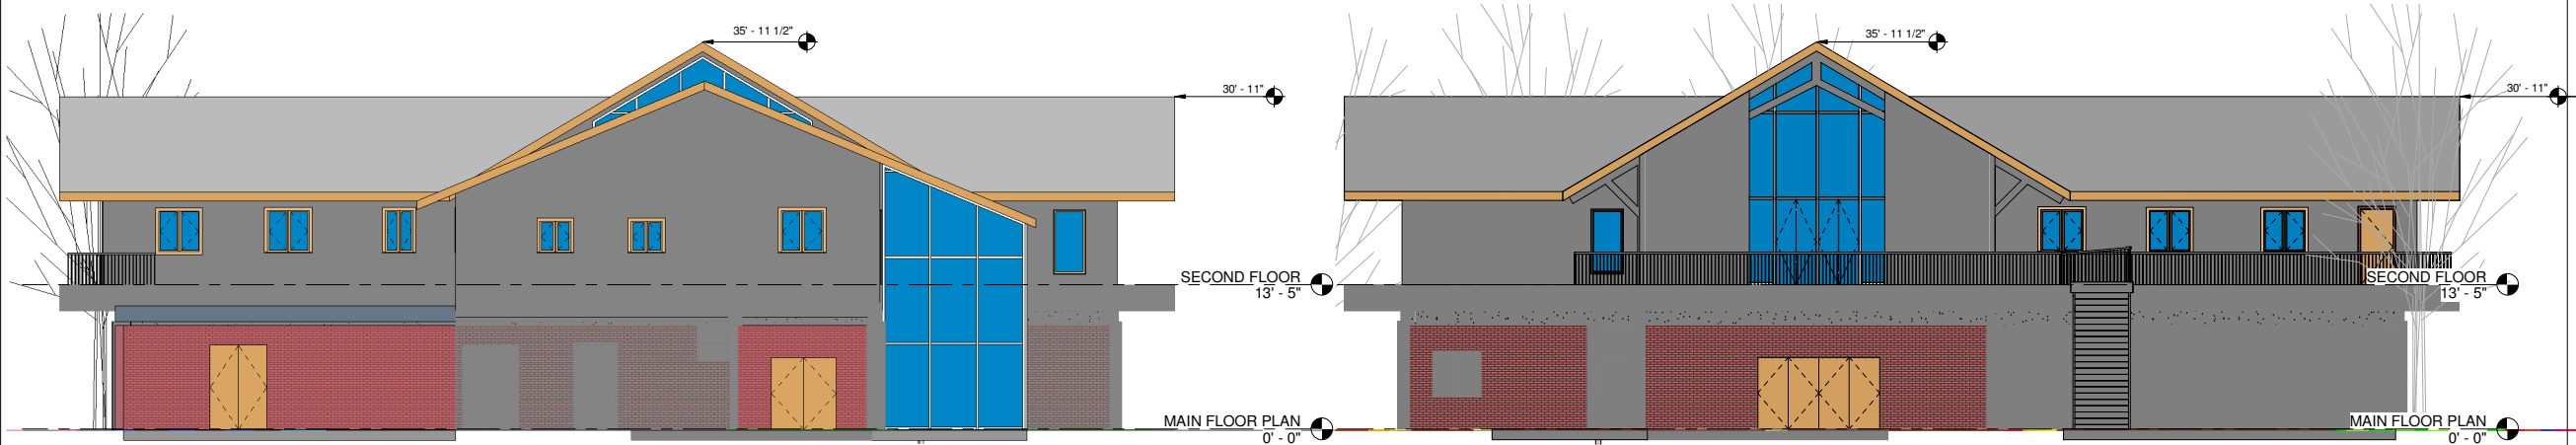 35' - 11 1/2"
30' - 11"
SECOND FLOOR
13' - 5"
MAIN FLOOR PLAN
0' - 0"
35' - 11 1/2"
30' - 11"
SECOND FLOOR
13' - 5"
MAIN FLOOR PLAN
0' - 0"